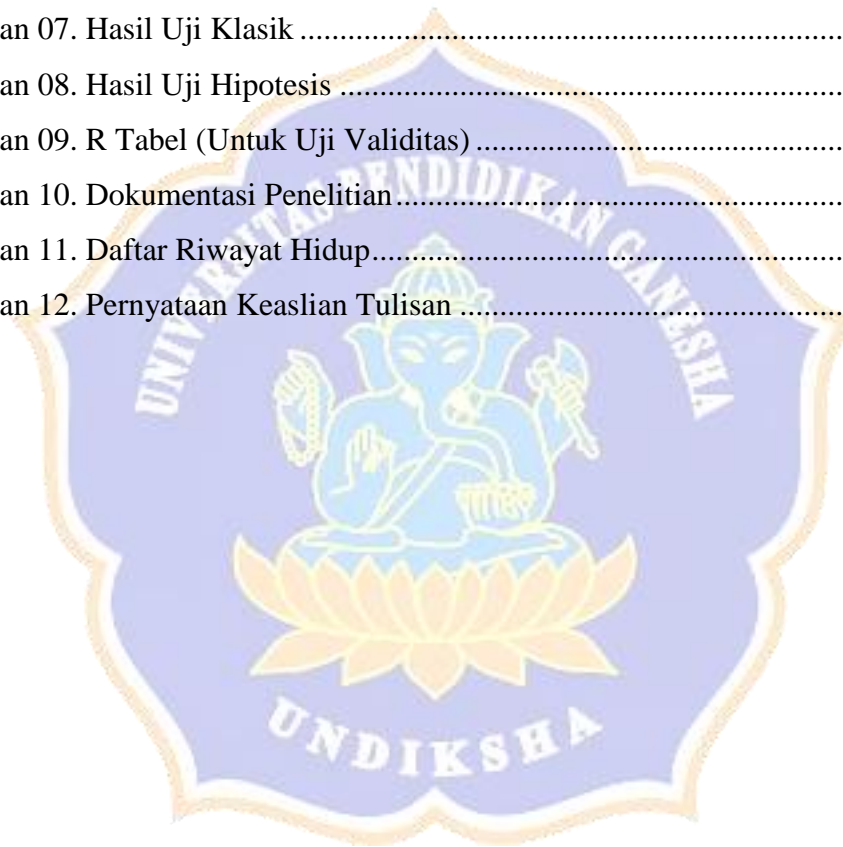 an 07. Hasil Uji Klasik ........................................................................
an 08. Hasil Uji Hipotesis ...................................................................
an 09. R Tabel (Untuk Uji Validitas) ..................................................
an 10. Dokumentasi Penelitian ............................................................
an 11. Daftar Riwayat Hidup ...............................................................
an 12. Pernyataan Keaslian Tulisan ....................................................
UNIVERSITAS PENDIDIKAN GANESHA
UNDIKSHA